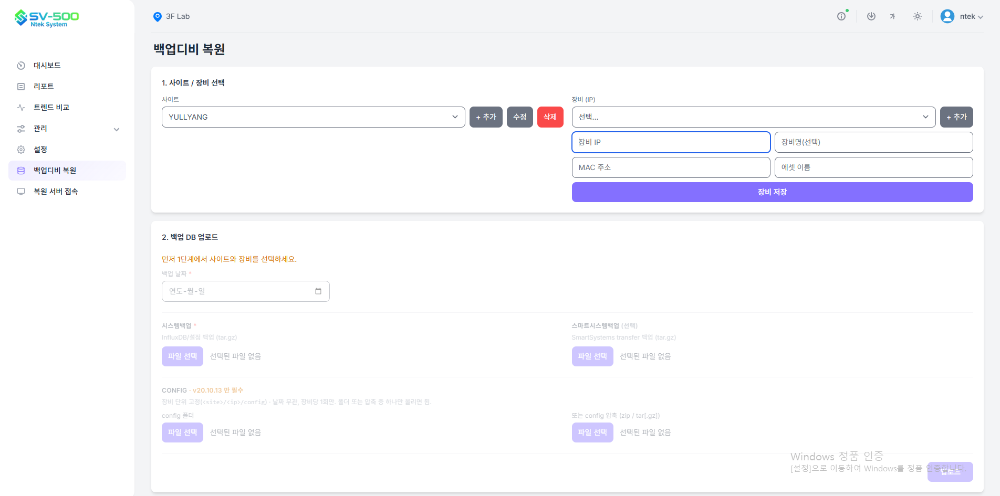 SV-500
Ntek System
3F Lab
가
ntek
대시보드
리포트
트렌드 비교
관리
설정
백업디비 복원
복원 서버 접속
백업디비 복원
1. 사이트 / 장비 선택
사이트
YULLYANG
+ 추가
수정
삭제
장비 (IP)
선택...
+ 추가
장비 IP
장비명(선택)
MAC 주소
에셋 이름
장비 저장
2. 백업 DB 업로드
먼저 1단계에서 사이트와 장비를 선택하세요.
백업 날짜 *
연도-월-일
시스템백업 *
InfluxDB/설정 백업 (tar.gz)
파일 선택 선택된 파일 없음
스마트시스템백업 (선택)
SmartSystems transfer 백업 (tar.gz)
파일 선택 선택된 파일 없음
CONFIG · v20.10.13 만 필수
장비 단위 고정(<site>/<ip>/config) · 날짜 무관, 장비당 1회만. 폴더 또는 압축 중 하나만 올리면 됨.
config 폴더
파일 선택 선택된 파일 없음
또는 config 압축 (zip / tar[.gz])
파일 선택 선택된 파일 없음
Windows 정품 인증
[설정]으로 이동하여 Windows를 정품 인증합니다.
업로드